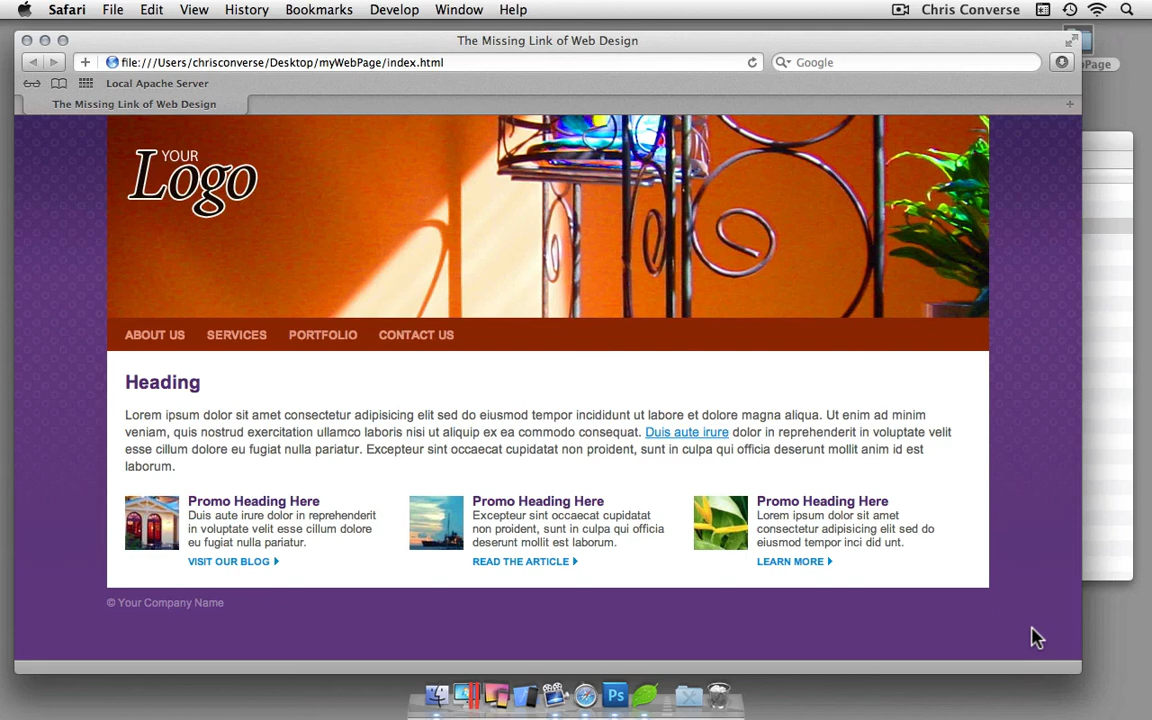 Safari File Edit View History Bookmarks Develop Window Help Chris Converse
The Missing Link of Web Design
file:///Users/chrisconverse/Desktop/myWebPage/index.html
Google
Local Apache Server
The Missing Link of Web Design
YOUR
Logo
ABOUT US SERVICES PORTFOLIO CONTACT US
Heading
Lorem ipsum dolor sit amet consectetur adipisicing elit sed do eiusmod tempor incididunt ut labore et dolore magna aliqua. Ut enim ad minim
veniam, quis nostrud exercitation ullamco laboris nisi ut aliquip ex ea commodo consequat. Duis aute irure dolor in reprehenderit in voluptate velit
esse cillum dolore eu fugiat nulla pariatur. Excepteur sint occaecat cupidatat non proident, sunt in culpa qui officia deserunt mollit anim id est
laborum.
Promo Heading Here
Duis aute irure dolor in reprehenderit
in voluptate velit esse cillum dolore
eu fugiat nulla pariatur.
VISIT OUR BLOG
Promo Heading Here
Excepteur sint occaecat cupidatat
non proident, sunt in culpa qui officia
deserunt mollit est laborum.
READ THE ARTICLE
Promo Heading Here
Lorem ipsum dolor sit amet
consectetur adipisicing elit sed do
eiusmod tempor inci did unt.
LEARN MORE
© Your Company Name
Ps